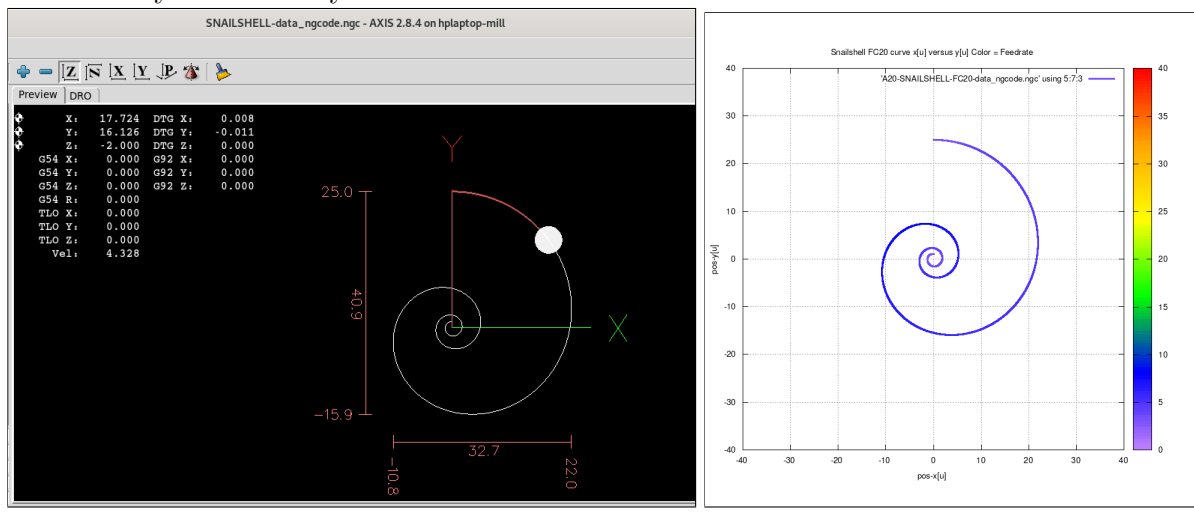 SNAILSHELL-data_ngcode.ngc - AXIS 2.8.4 on hplaptop-mill
Z N X Y P
Preview DRO
X: 17.724 DTG X: 0.008
Y: 16.126 DTG Y: -0.011
Z: -2.000 DTG Z: 0.000
G54 X: 0.000 G92 X: 0.000
G54 Y: 0.000 G92 Y: 0.000
G54 Z: 0.000 G92 Z: 0.000
G54 R: 0.000
TLO X: 0.000
TLO Y: 0.000
TLO Z: 0.000
Vel: 4.328
Y
25.0
40.9
X
-15.9
32.7
-10.8
22.0
Snailshell FC20 curve x[u] versus y[u] Color = Feedrate
'A20-SNAILSHELL-FC20-data_ngcode.ngc' using 5:7:3
40
30
20
10
0
-10
-20
-30
-40
pos-y[u]
-40 -30 -20 -10 0 10 20 30 40
pos-x[u]
40
35
30
25
20
15
10
5
0